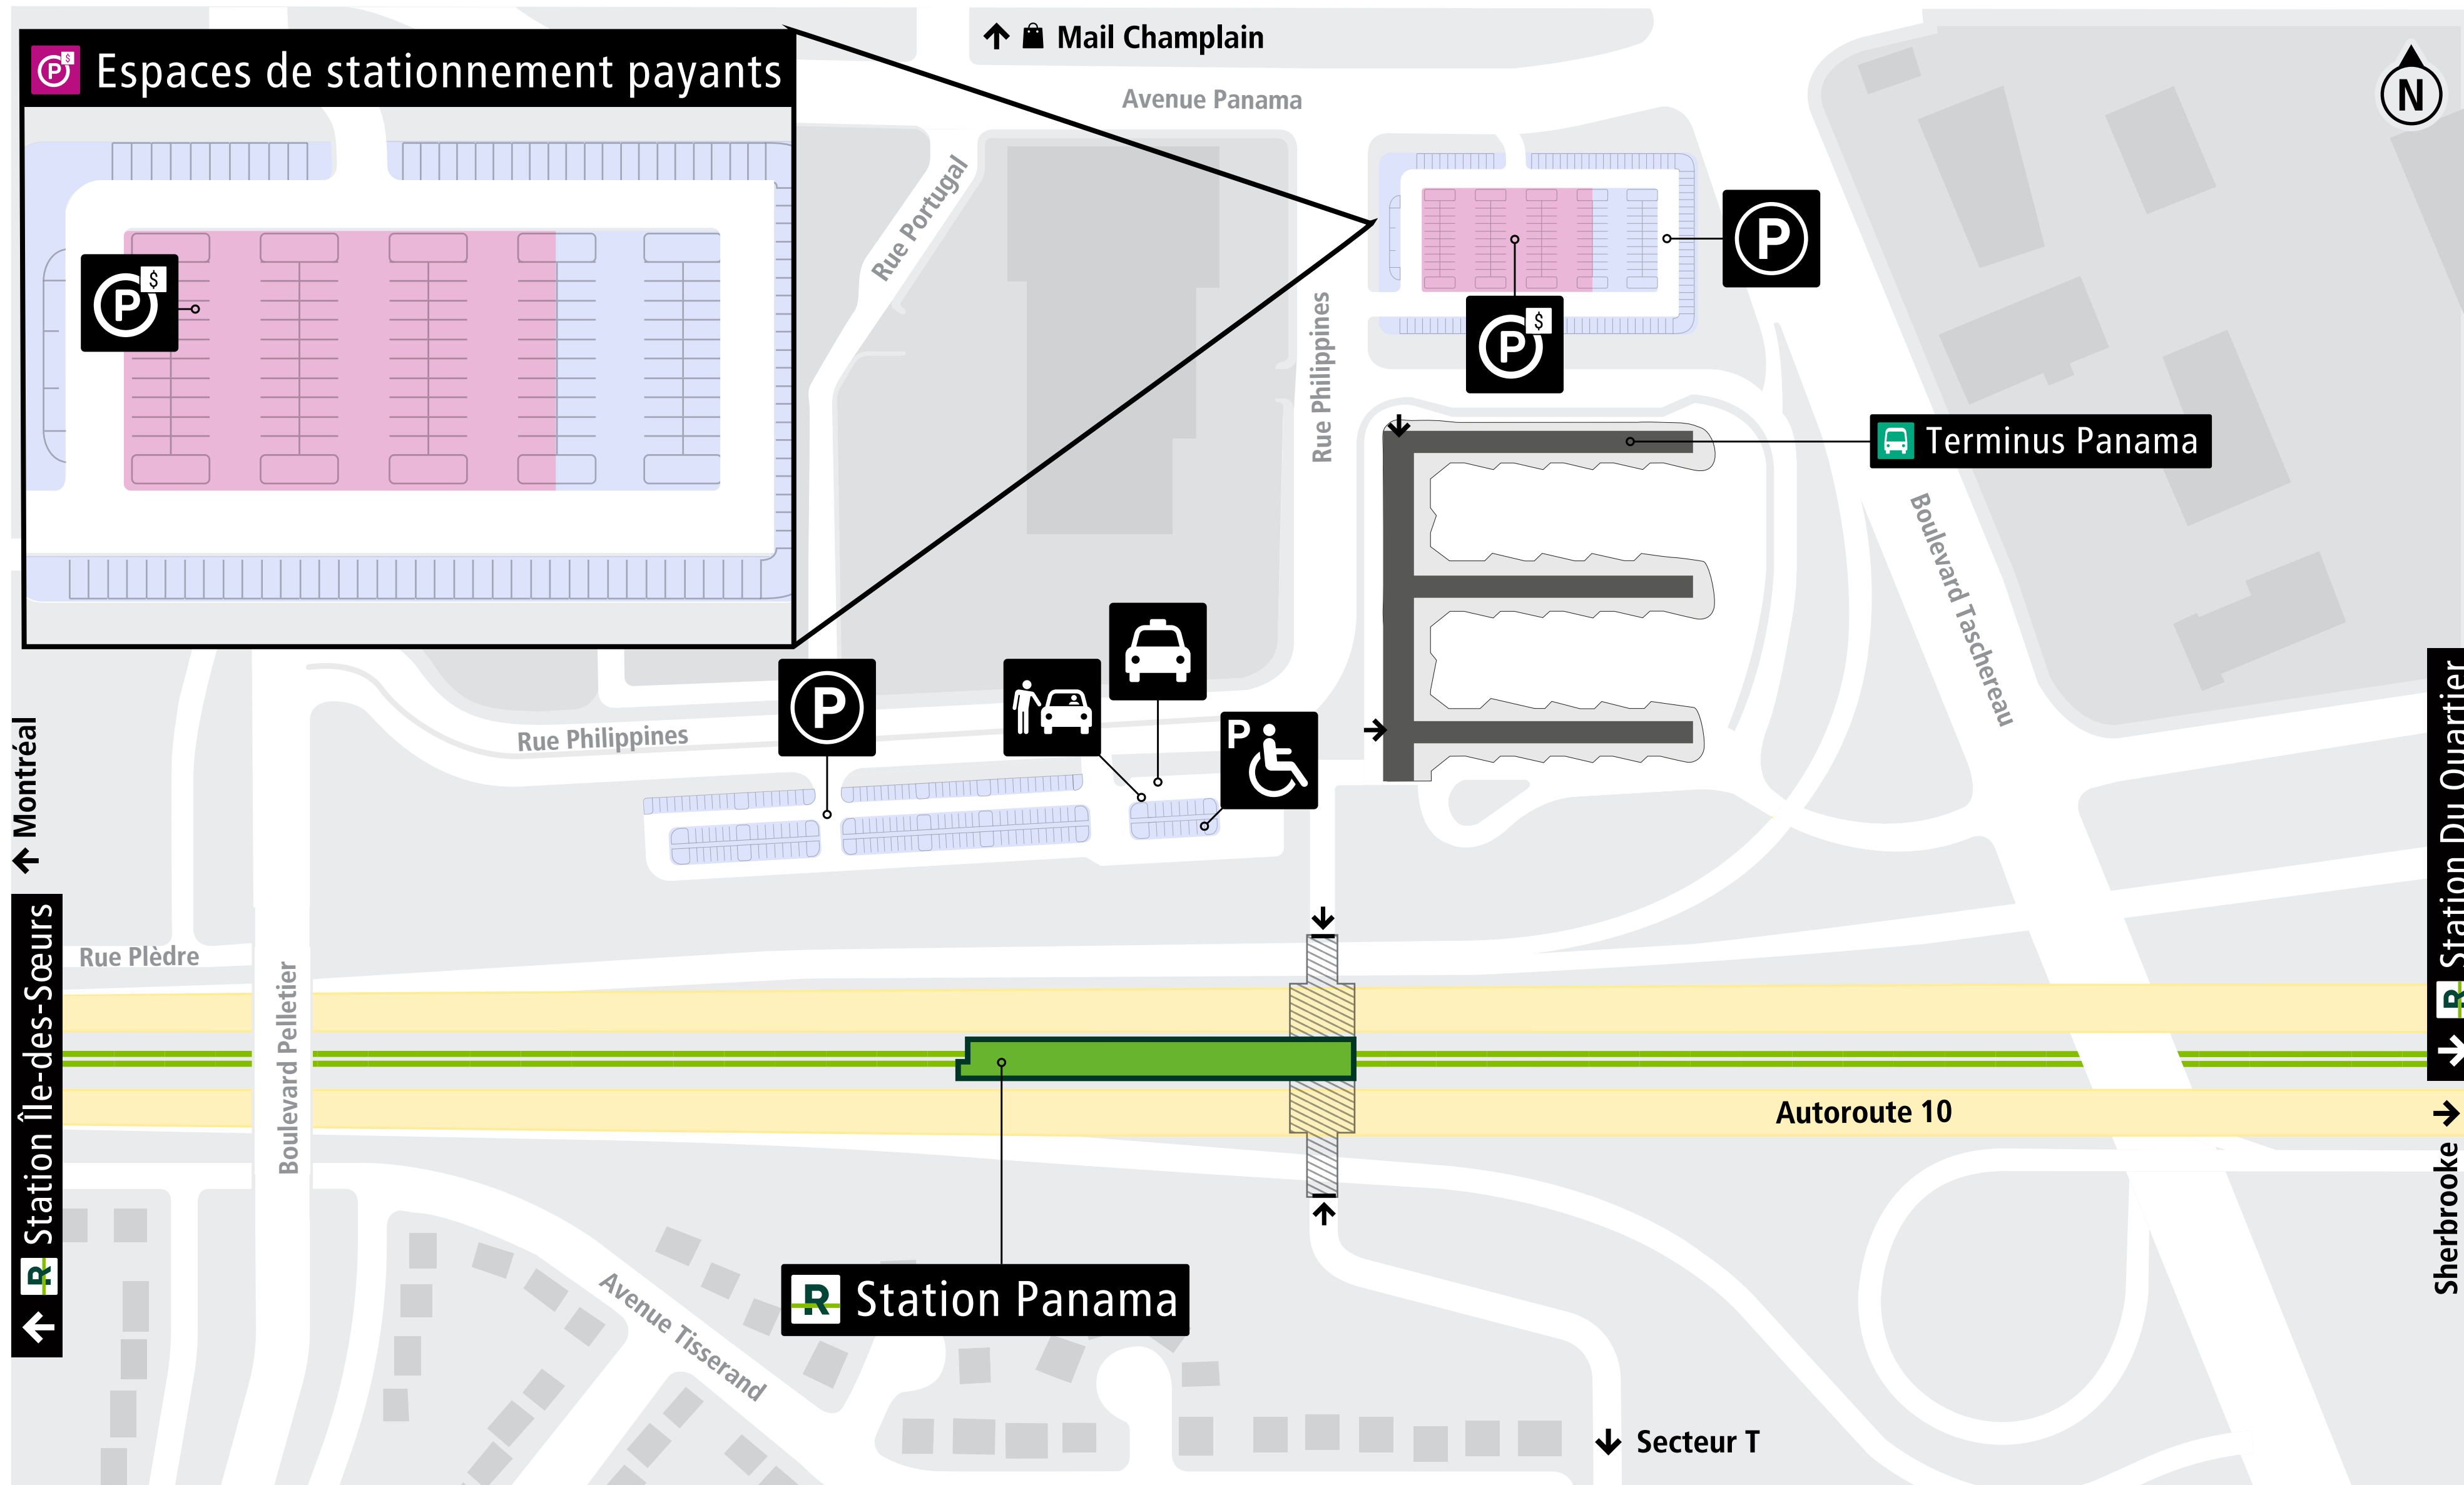 P $ Espaces de stationnement payants
P $
↑ Mail Champlain
N
Avenue Panama
Rue Portugal
P
P $
Rue Philippines
Terminus Panama
Boulevard Taschereau
P
P
Rue Philippines
← Montréal
Station Du Quartier
R
→
← R Station Île-des-Sœurs
Rue Plèdre
Boulevard Pelletier
Autoroute 10
Sherbrooke →
R Station Panama
Avenue Tisserand
↓ Secteur T